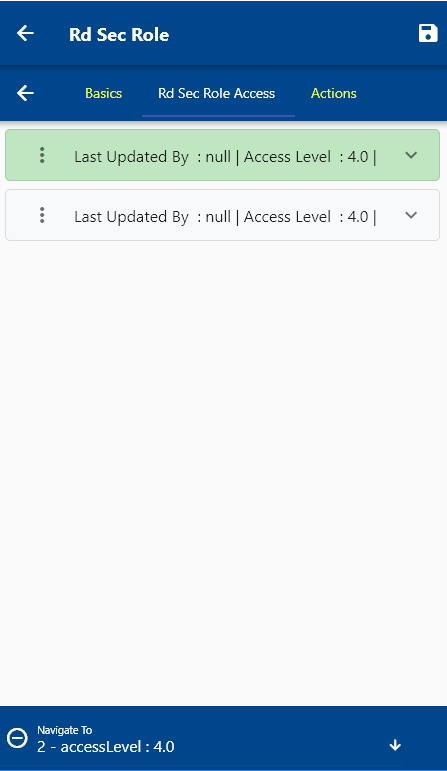 Rd Sec Role
Basics Rd Sec Role Access Actions
Last Updated By : null | Access Level : 4.0 |
Last Updated By : null | Access Level : 4.0 |
Navigate To
2 - accessLevel : 4.0